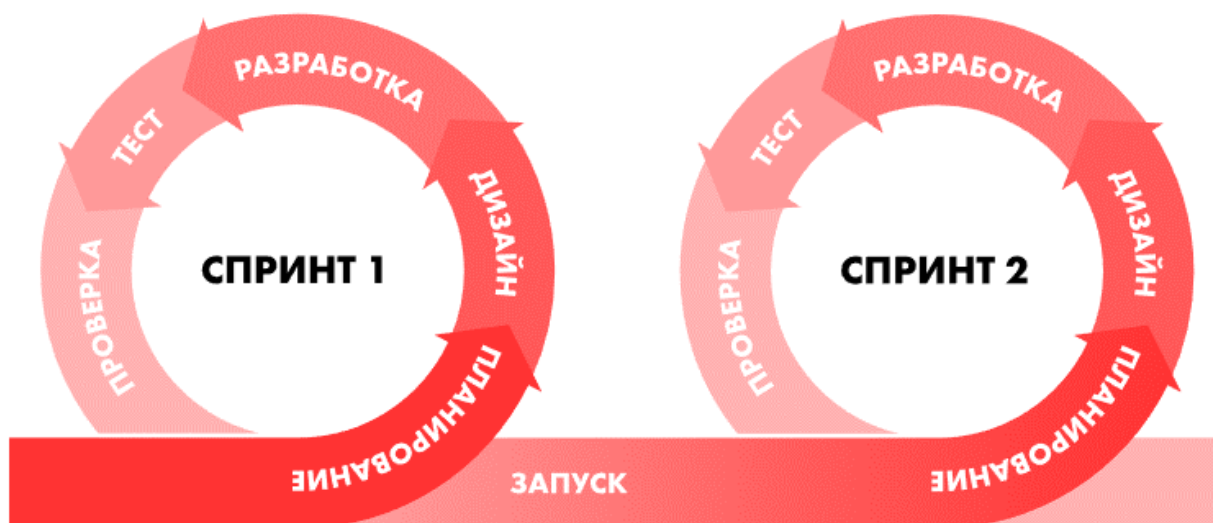 СПРИНТ 1
ПЛАНИРОВАНИЕ
ДИЗАЙН
РАЗРАБОТКА
ТЕСТ
ПРОВЕРКА
ЗАПУСК
СПРИНТ 2
ПЛАНИРОВАНИЕ
ДИЗАЙН
РАЗРАБОТКА
ТЕСТ
ПРОВЕРКА